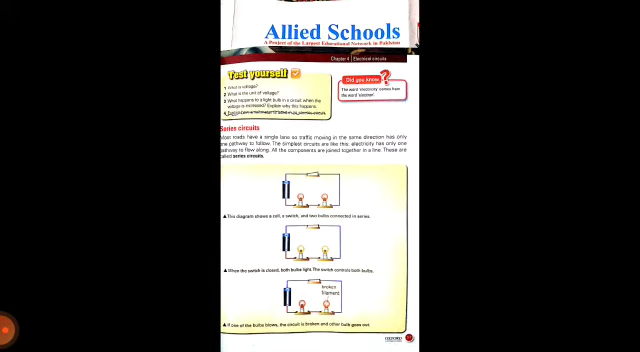 Allied Schools
A Project of the Largest Educational Network in Pakistan
Chapter 4 | Electrical circuits
Test yourself
1 What is voltage?
2 What is the unit of voltage?
3 What happens to a light bulb in a circuit when the
voltage is increased? Explain why this happens.
Did you know ?
The word 'electricity' comes from
the word 'electron'.
Series circuits
Most roads have a single lane so traffic moving in the same direction has only
one pathway to follow. The simplest circuits are like this: electricity has only one
pathway to flow along. All the components are joined together in a line. These are
called series circuits.
▲ This diagram shows a cell, a switch, and two bulbs connected in series.
▲ When the switch is closed, both bulbs light. The switch controls both bulbs.
broken
filament
▲ If one of the bulbs blows, the circuit is broken and other bulb goes out.
OXFORD